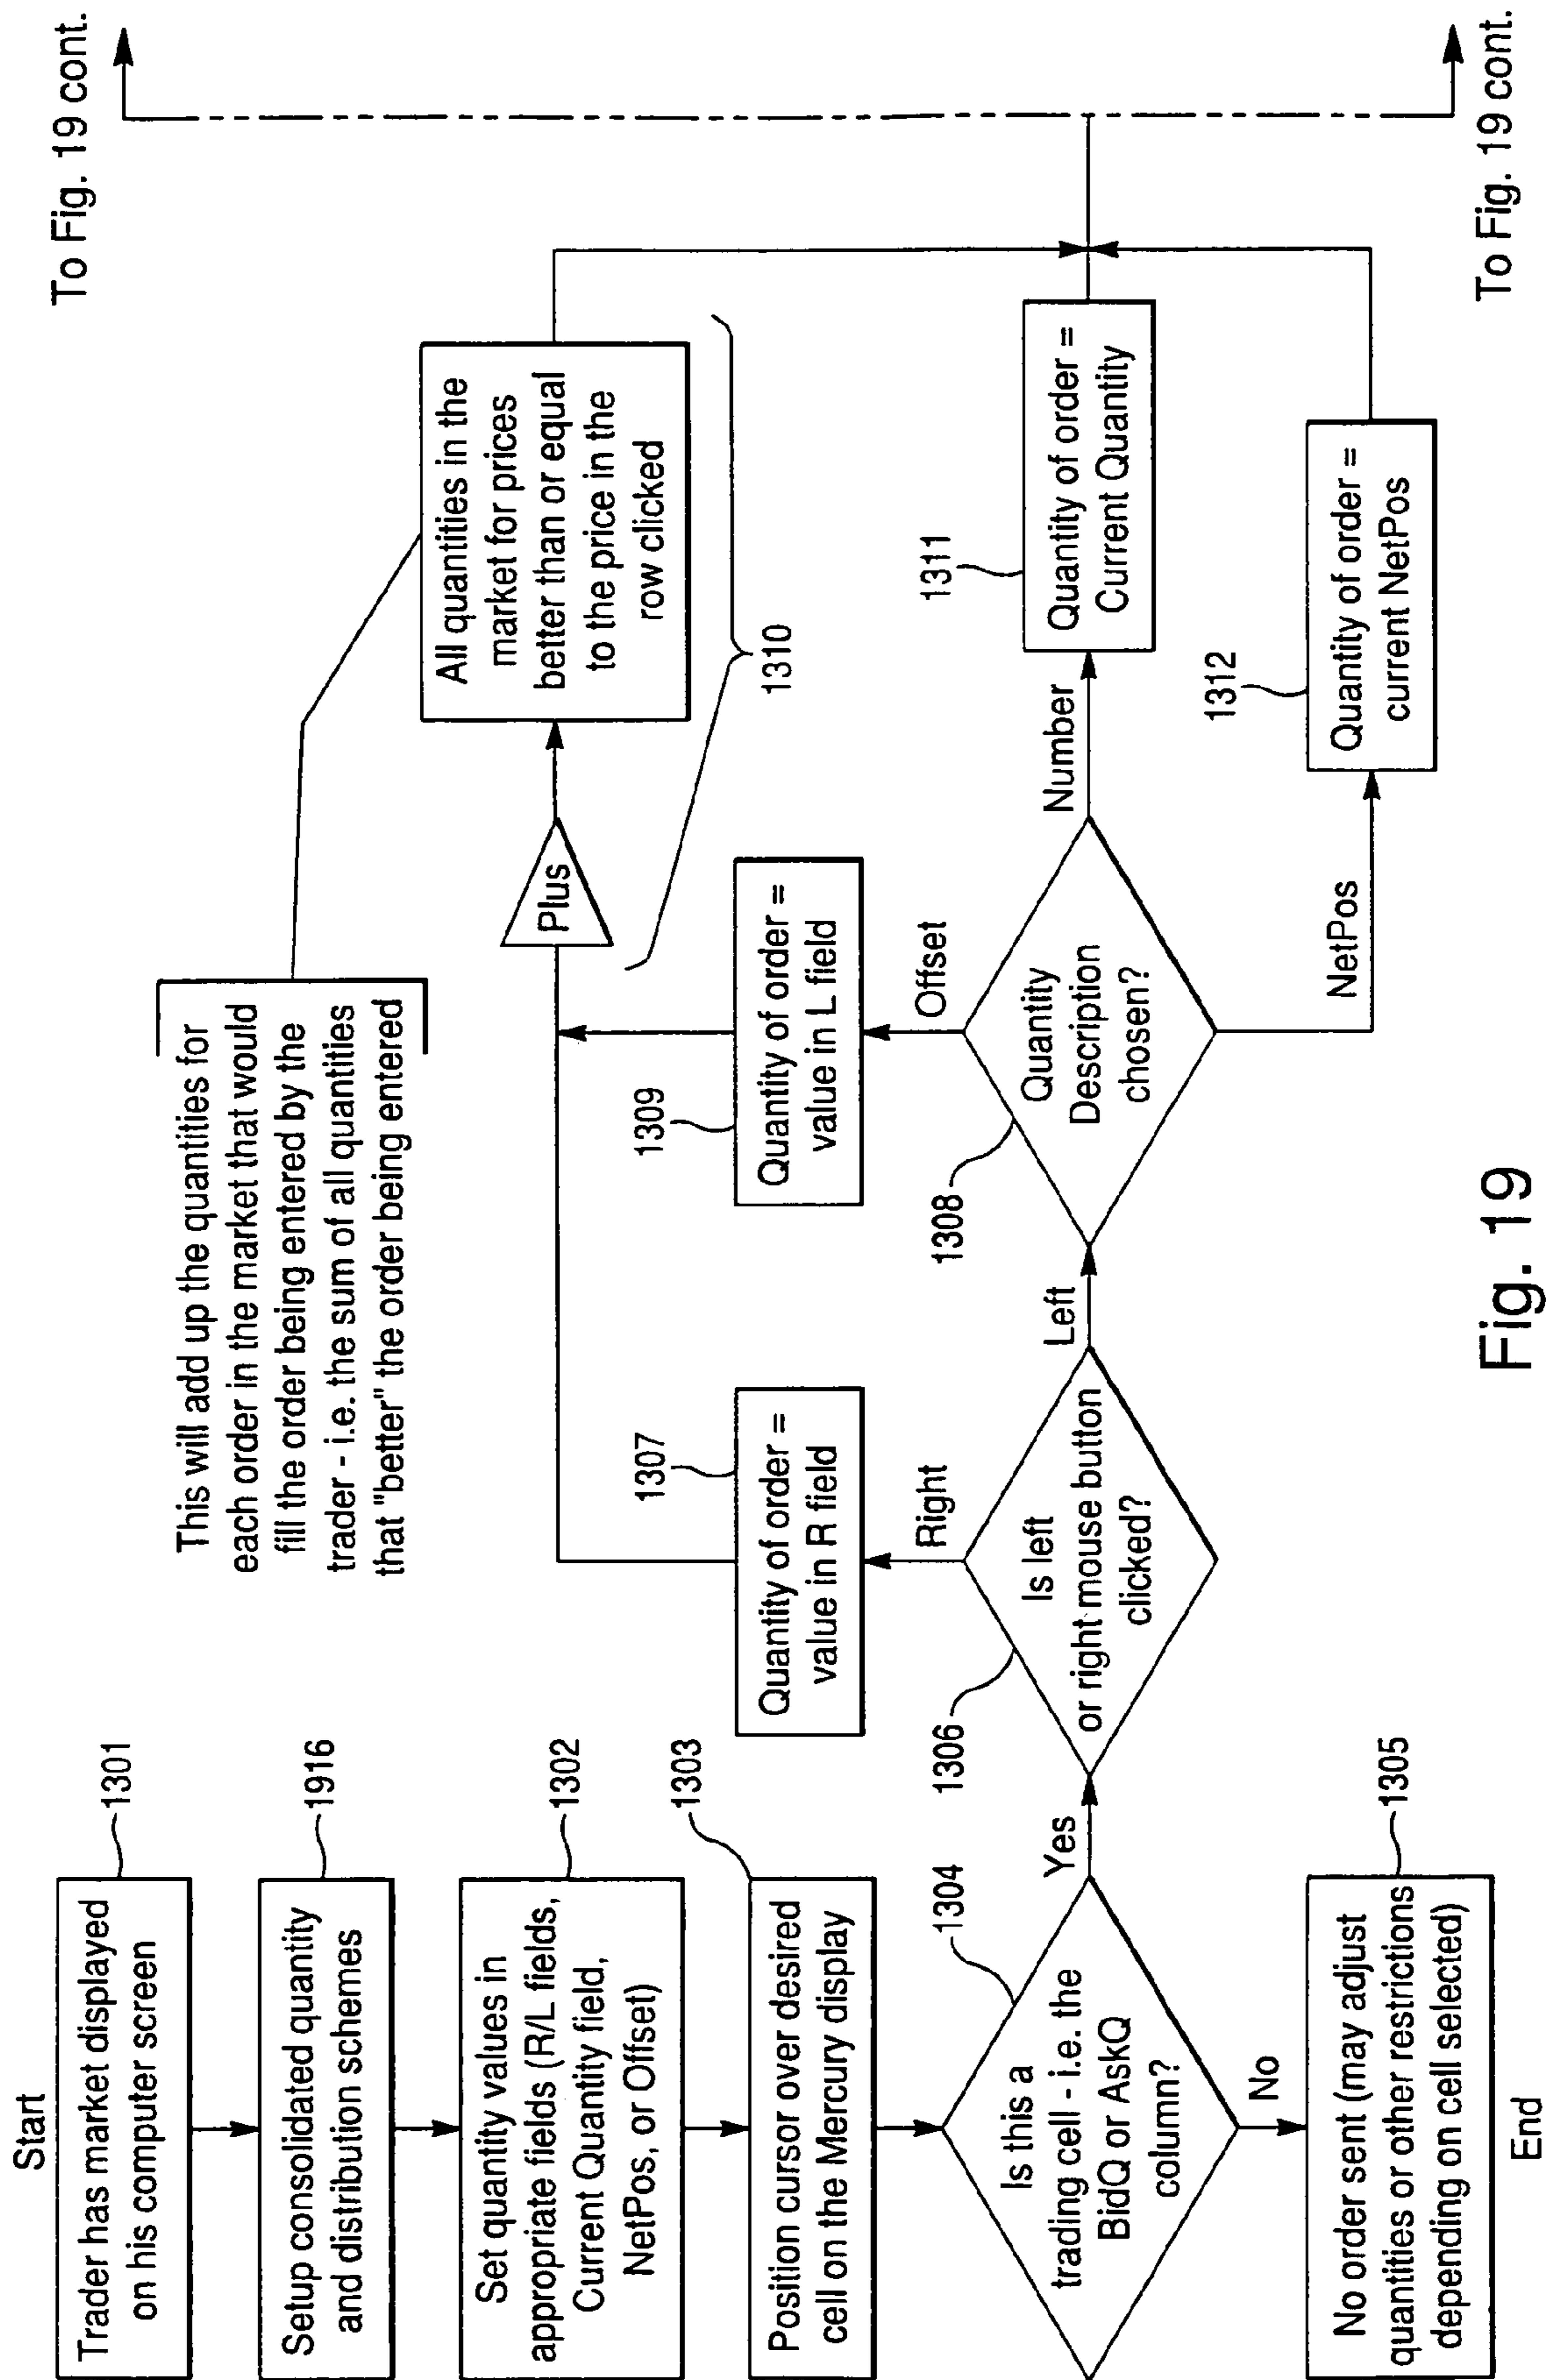 Start
Trader has market displayed
on his computer screen
1301
Setup consolidated quantity
and distribution schemes
1916
Set quantity values in
appropriate fields (R/L fields,
Current Quantity field,
NetPos, or Offset)
1302
Position cursor over desired
cell on the Mercury display
1303
Is this a
trading cell - i.e. the
BidQ or AskQ
column?
1304
Yes
No
No order sent (may adjust
quantities or other restrictions
depending on cell selected)
1305
End
Is left
or right mouse button
clicked?
1306
Right
Left
Quantity of order =
value in R field
1307
Quantity
Description
chosen?
1308
Offset
Number
NetPos
Quantity of order =
value in L field
1309
Plus
All quantities in the
market for prices
better than or equal
to the price in the
row clicked
1310
This will add up the quantities for
each order in the market that would
fill the order being entered by the
trader - i.e. the sum of all quantities
that "better" the order being entered
Quantity of order =
Current Quantity
1311
Quantity of order =
current NetPos
1312
To Fig. 19 cont.
To Fig. 19 cont.
Fig. 19